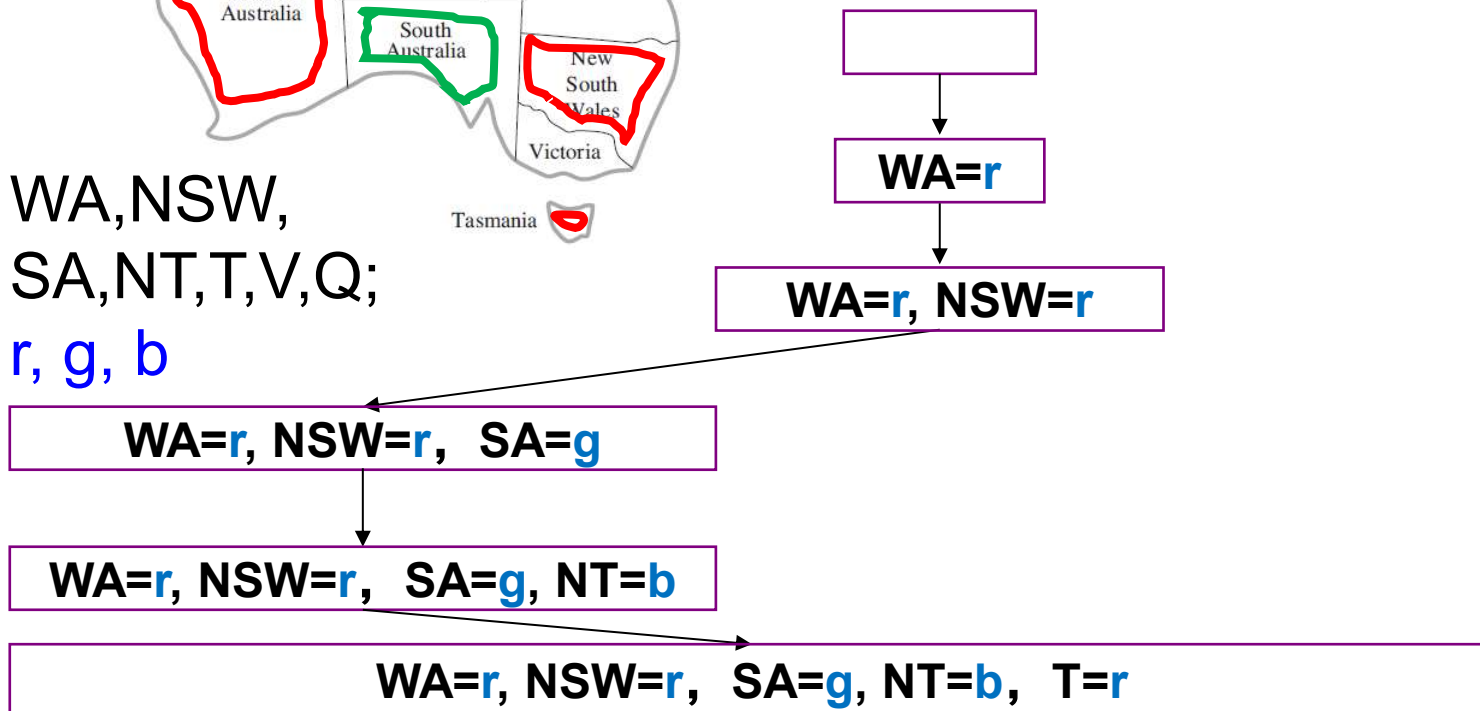 Australia
South
Australia
New
South
Wales
Victoria
Tasmania
WA,NSW,
SA,NT,T,V,Q;
r, g, b
WA=r
WA=r, NSW=r
WA=r, NSW=r, SA=g
WA=r, NSW=r, SA=g, NT=b
WA=r, NSW=r, SA=g, NT=b, T=r